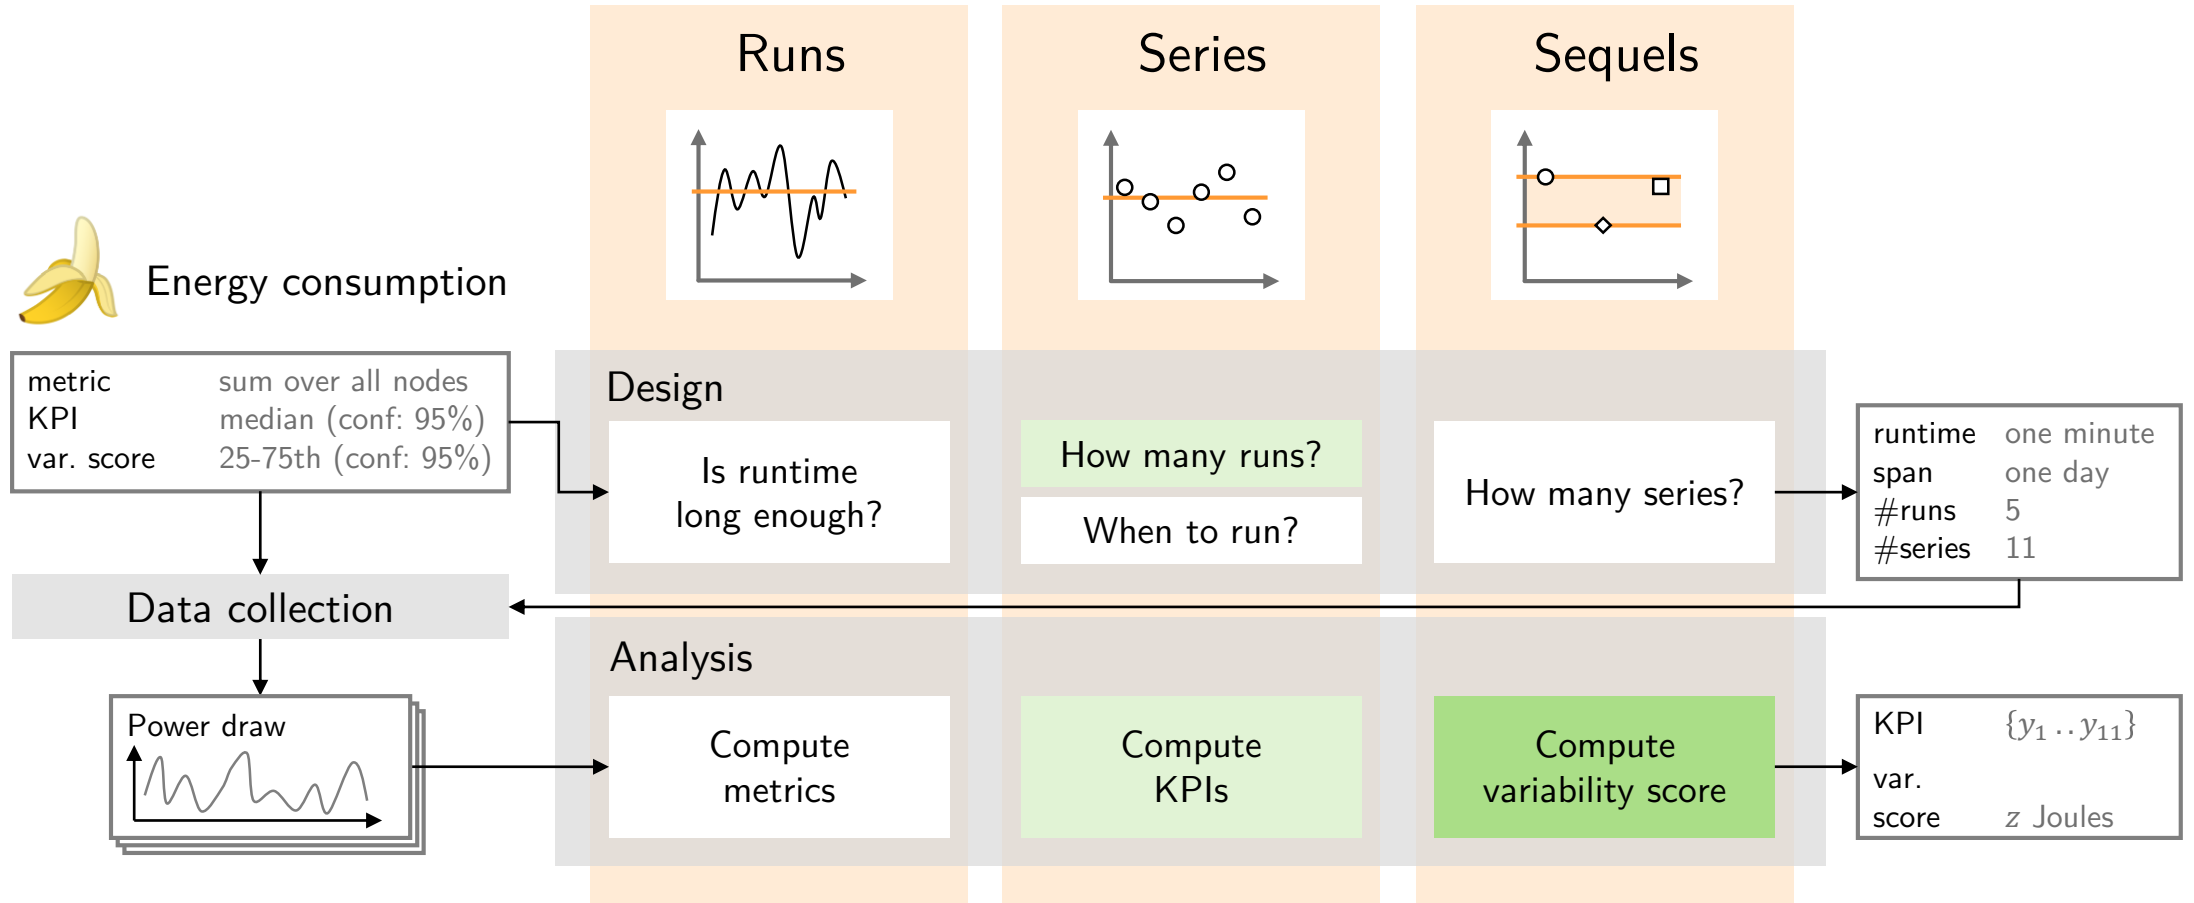 Runs
Series
Sequels
Energy consumption
metric sum over all nodes
KPI median (conf: 95%)
var. score 25-75th (conf: 95%)
Design
Is runtime
long enough?
How many runs?
When to run?
How many series?
runtime one minute
span one day
#runs 5
#series 11
Data collection
Analysis
Power draw
Compute
metrics
Compute
KPIs
Compute
variability score
KPI {y₁ .. y₁₁}
var.
score z Joules